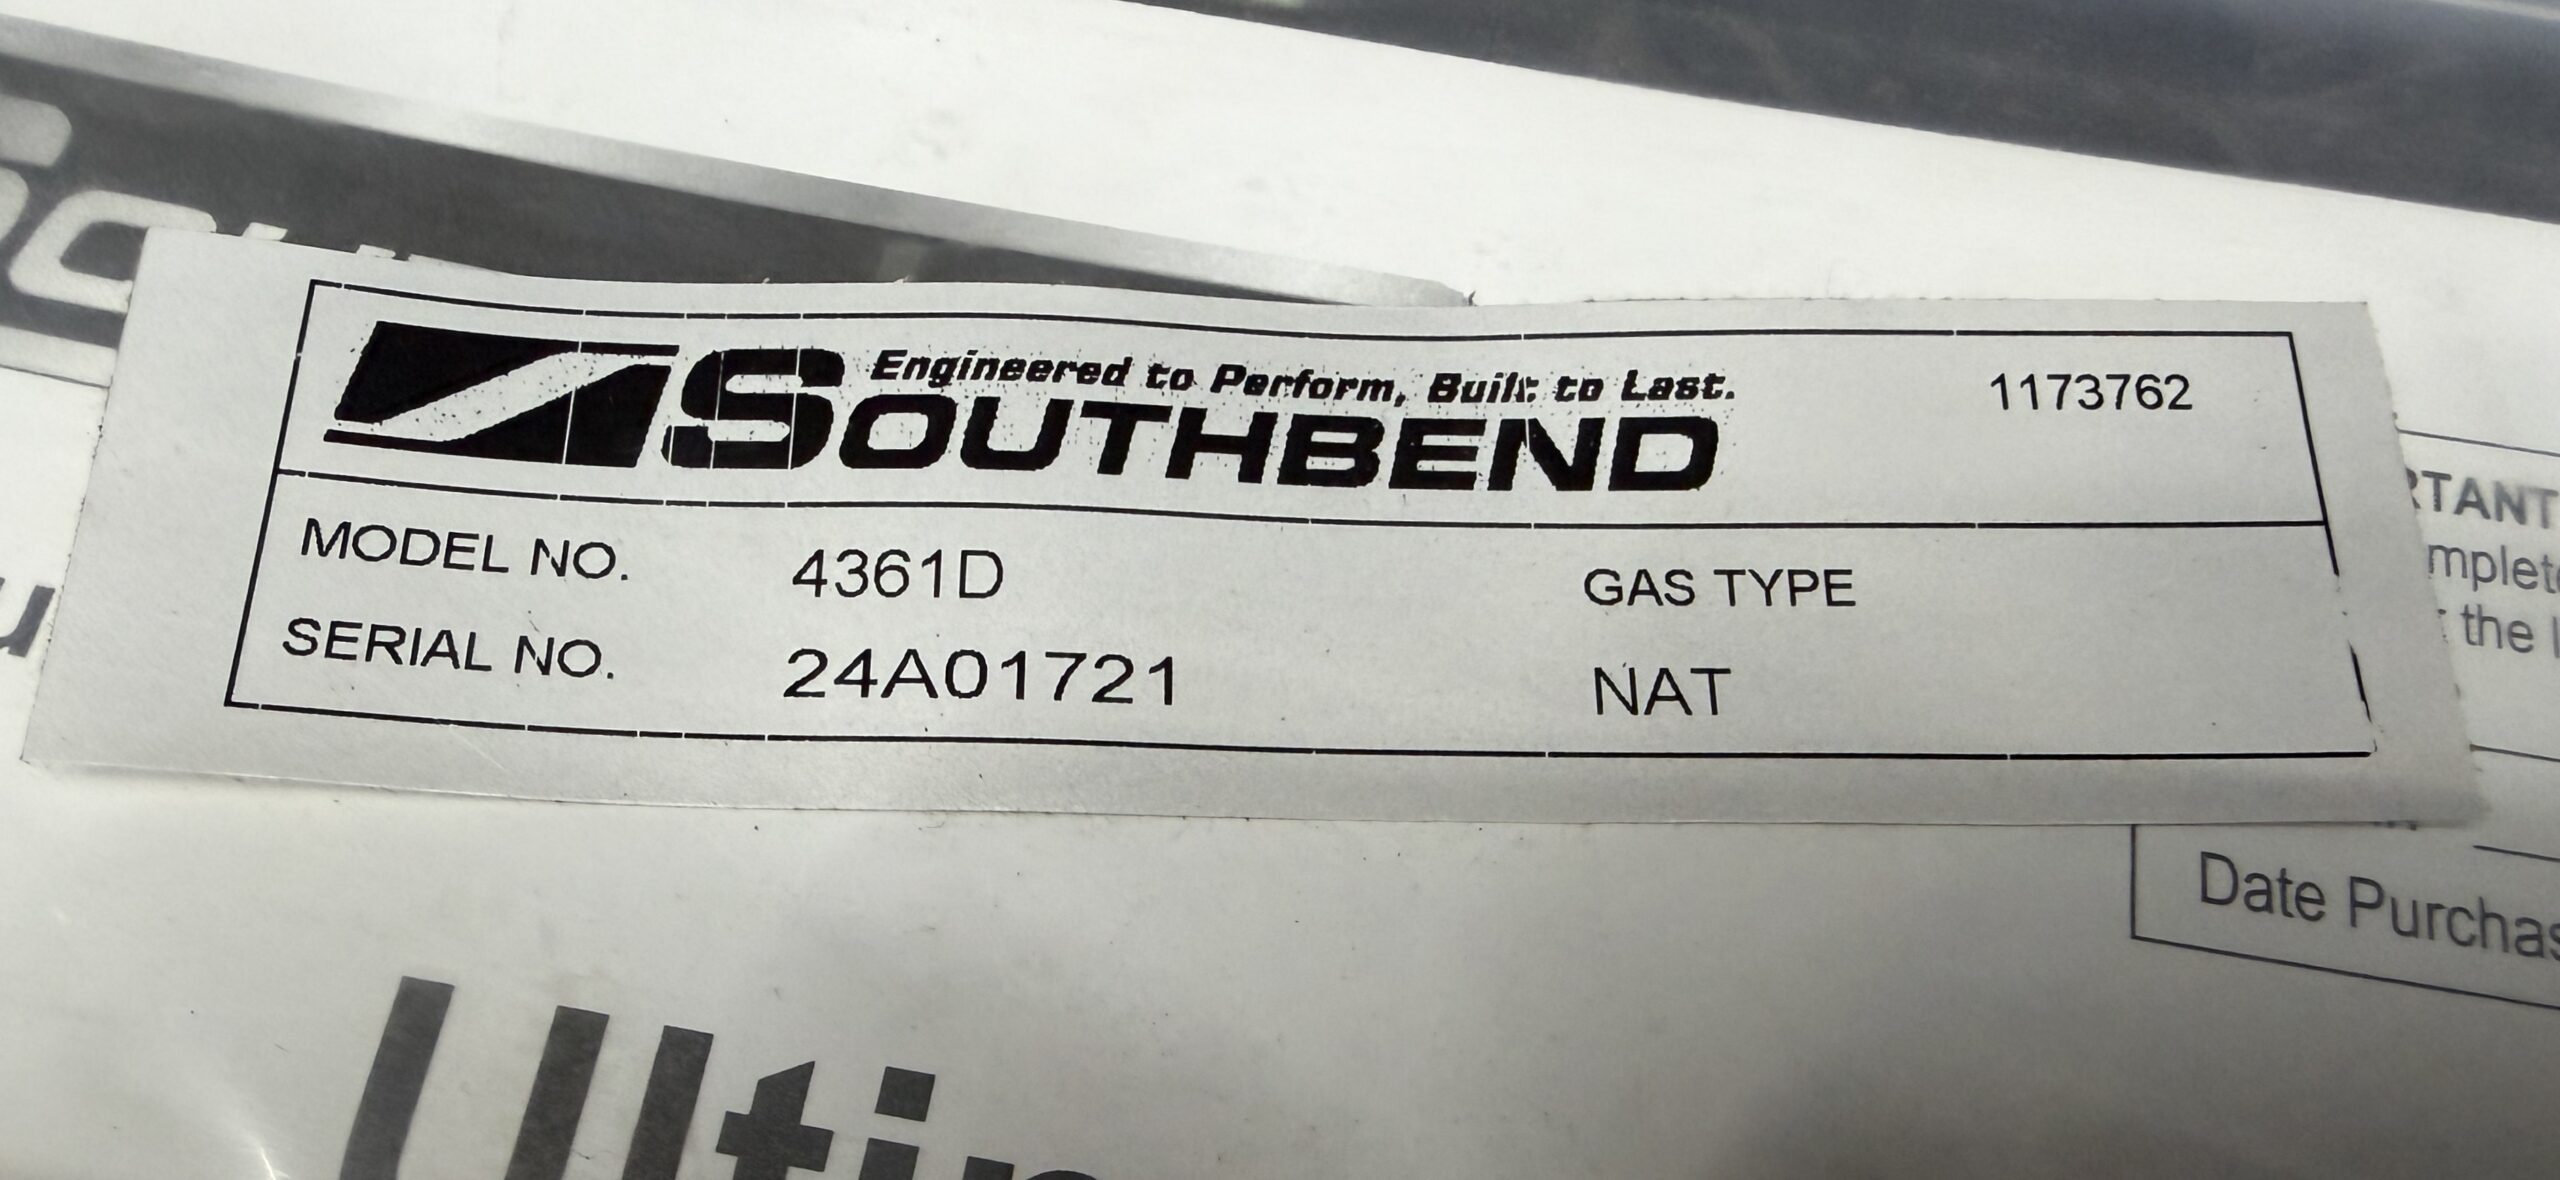 Engineered to Perform, Built to Last.
SOUTHBEND
1173762
MODEL NO. 4361D GAS TYPE
SERIAL NO. 24A01721 NAT
RTANT
mplete
the
Date Purchas
Ultim